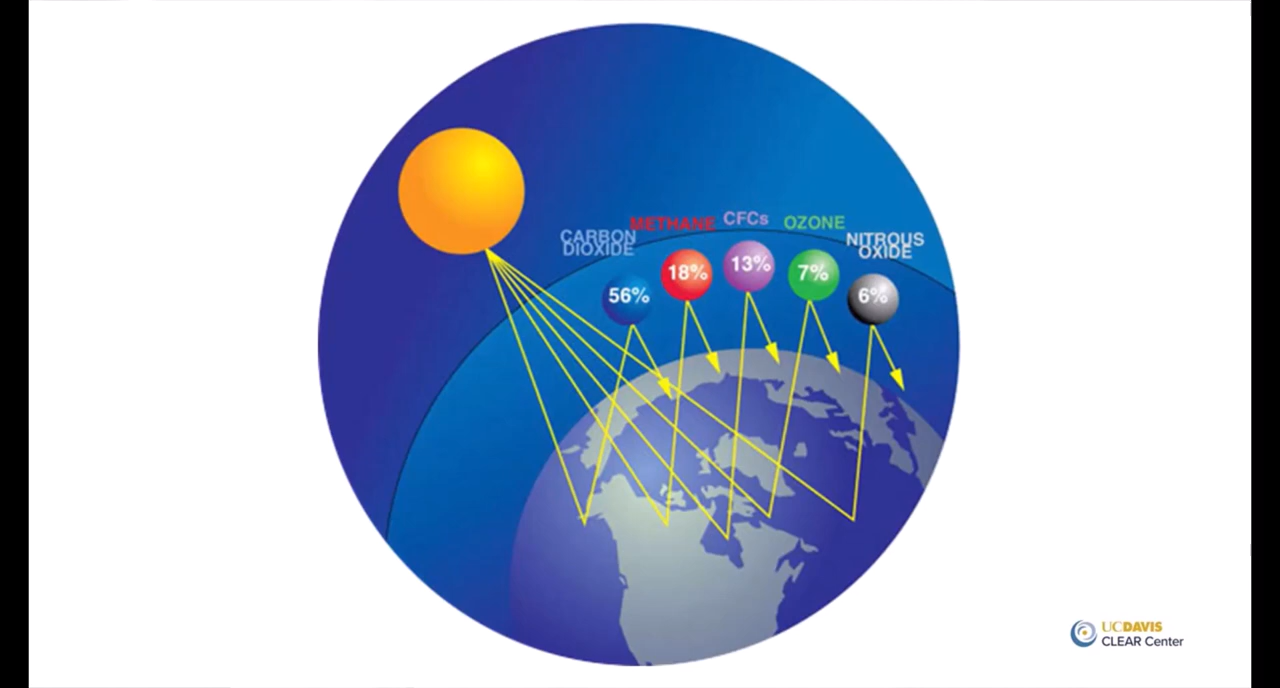 CARBON
DIOXIDE
METHANE
CFCs
OZONE
NITROUS
OXIDE
56%
18%
13%
7%
6%
UCDAVIS
CLEAR Center